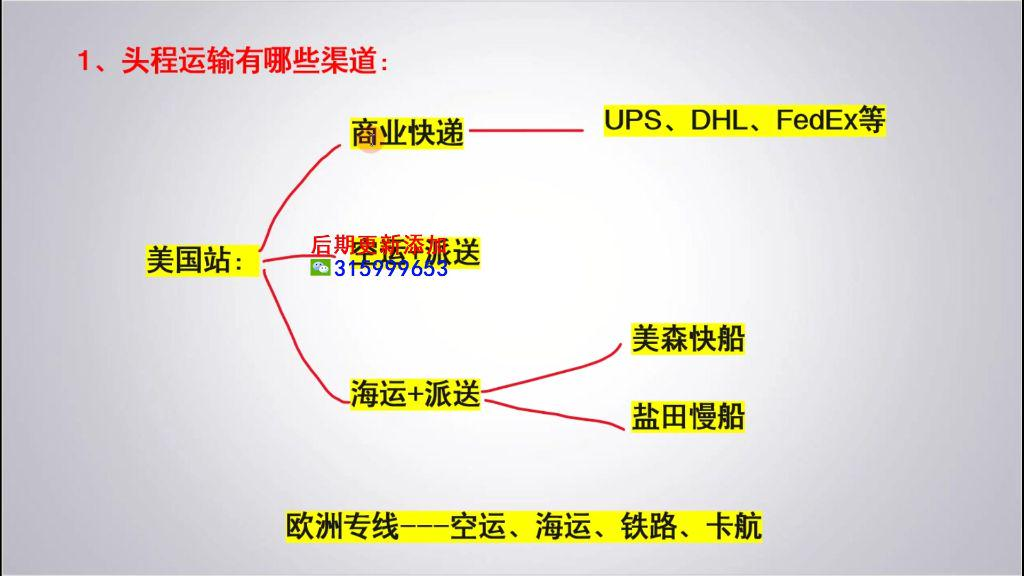 1、头程运输有哪些渠道:
商业快递
UPS、DHL、FedEx等
后期更新添加
空运+派送
美国站:
315999653
美森快船
海运+派送
盐田慢船
欧洲专线---空运、海运、铁路、卡航